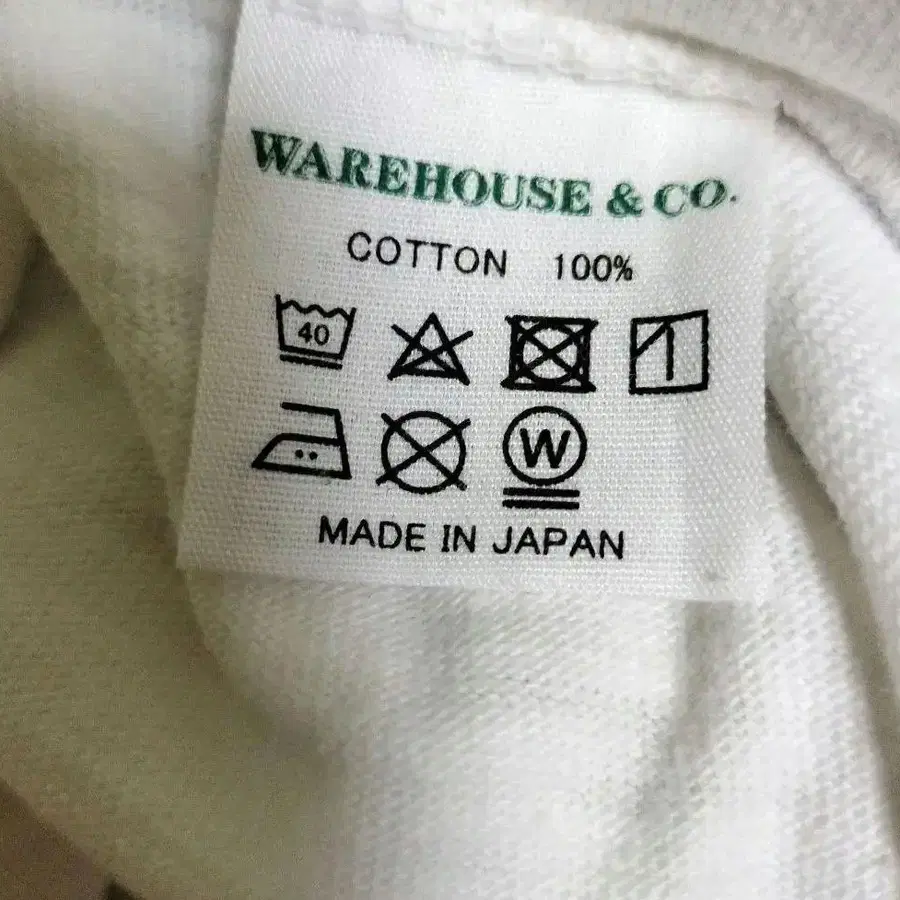 WAREHOUSE & CO.
COTTON 100%
40
W
MADE IN JAPAN